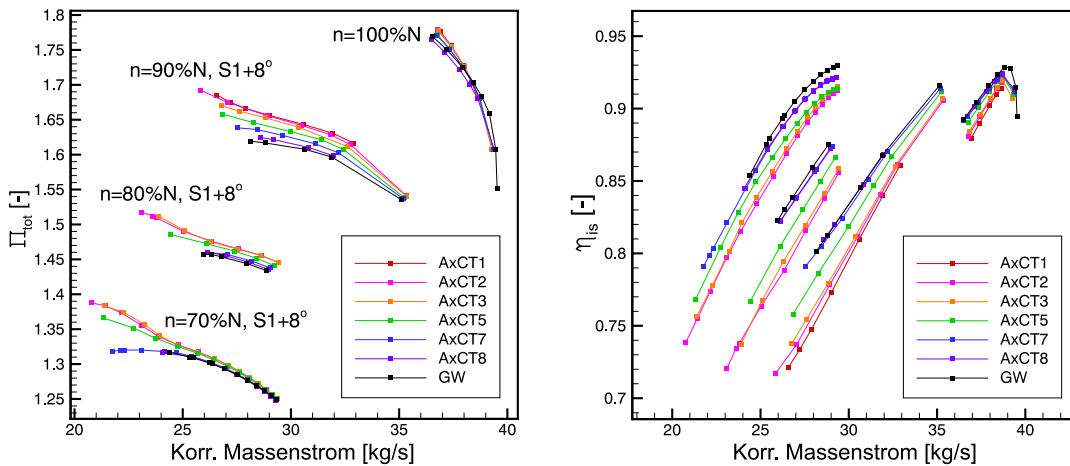 1.8
1.75
1.7
1.65
1.6
1.55
1.5
1.45
1.4
1.35
1.3
1.25
Π_tot [-]
n=100%N
n=90%N, S1+8°
n=80%N, S1+8°
n=70%N, S1+8°
AxCT1
AxCT2
AxCT3
AxCT5
AxCT7
AxCT8
GW
20 25 30 35 40
Korr. Massenstrom [kg/s]
0.95
0.9
0.85
0.8
0.75
0.7
η_is [-]
AxCT1
AxCT2
AxCT3
AxCT5
AxCT7
AxCT8
GW
20 25 30 35 40
Korr. Massenstrom [kg/s]